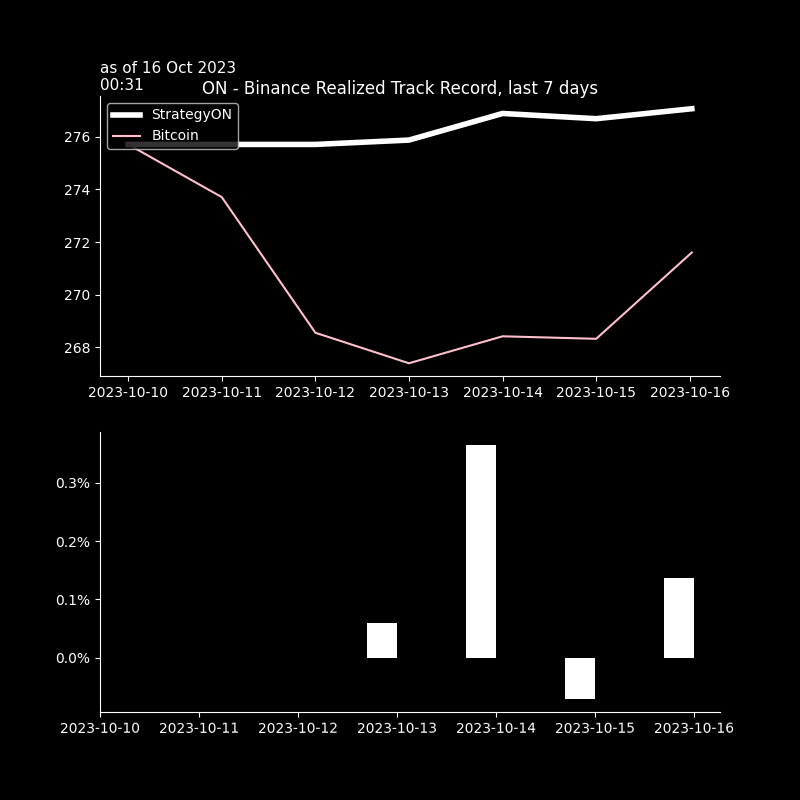 as of 16 Oct 2023
00:31
ON - Binance Realized Track Record, last 7 days
StrategyON
Bitcoin
276
274
272
270
268
2023-10-10 2023-10-11 2023-10-12 2023-10-13 2023-10-14 2023-10-15 2023-10-16
0.3%
0.2%
0.1%
0.0%
2023-10-10 2023-10-11 2023-10-12 2023-10-13 2023-10-14 2023-10-15 2023-10-16